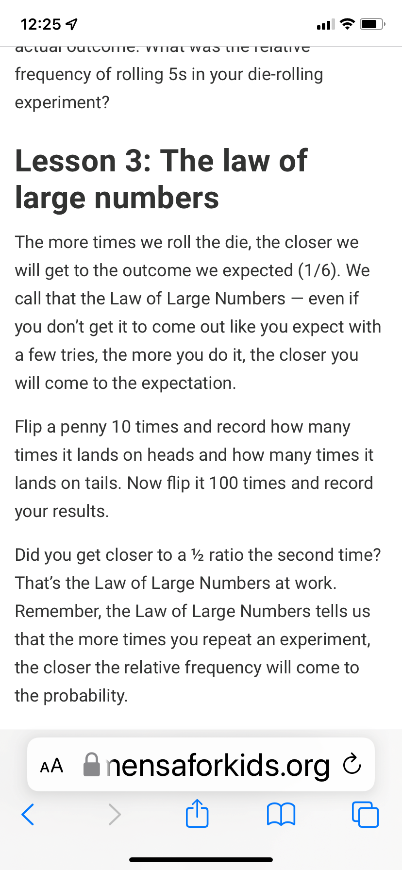 12:25
actual outcome. What was the relative
frequency of rolling 5s in your die-rolling
experiment?
Lesson 3: The law of
large numbers
The more times we roll the die, the closer we
will get to the outcome we expected (1/6). We
call that the Law of Large Numbers — even if
you don’t get it to come out like you expect with
a few tries, the more you do it, the closer you
will come to the expectation.
Flip a penny 10 times and record how many
times it lands on heads and how many times it
lands on tails. Now flip it 100 times and record
your results.
Did you get closer to a ½ ratio the second time?
That’s the Law of Large Numbers at work.
Remember, the Law of Large Numbers tells us
that the more times you repeat an experiment,
the closer the relative frequency will come to
the probability.
AA mensaforkids.org